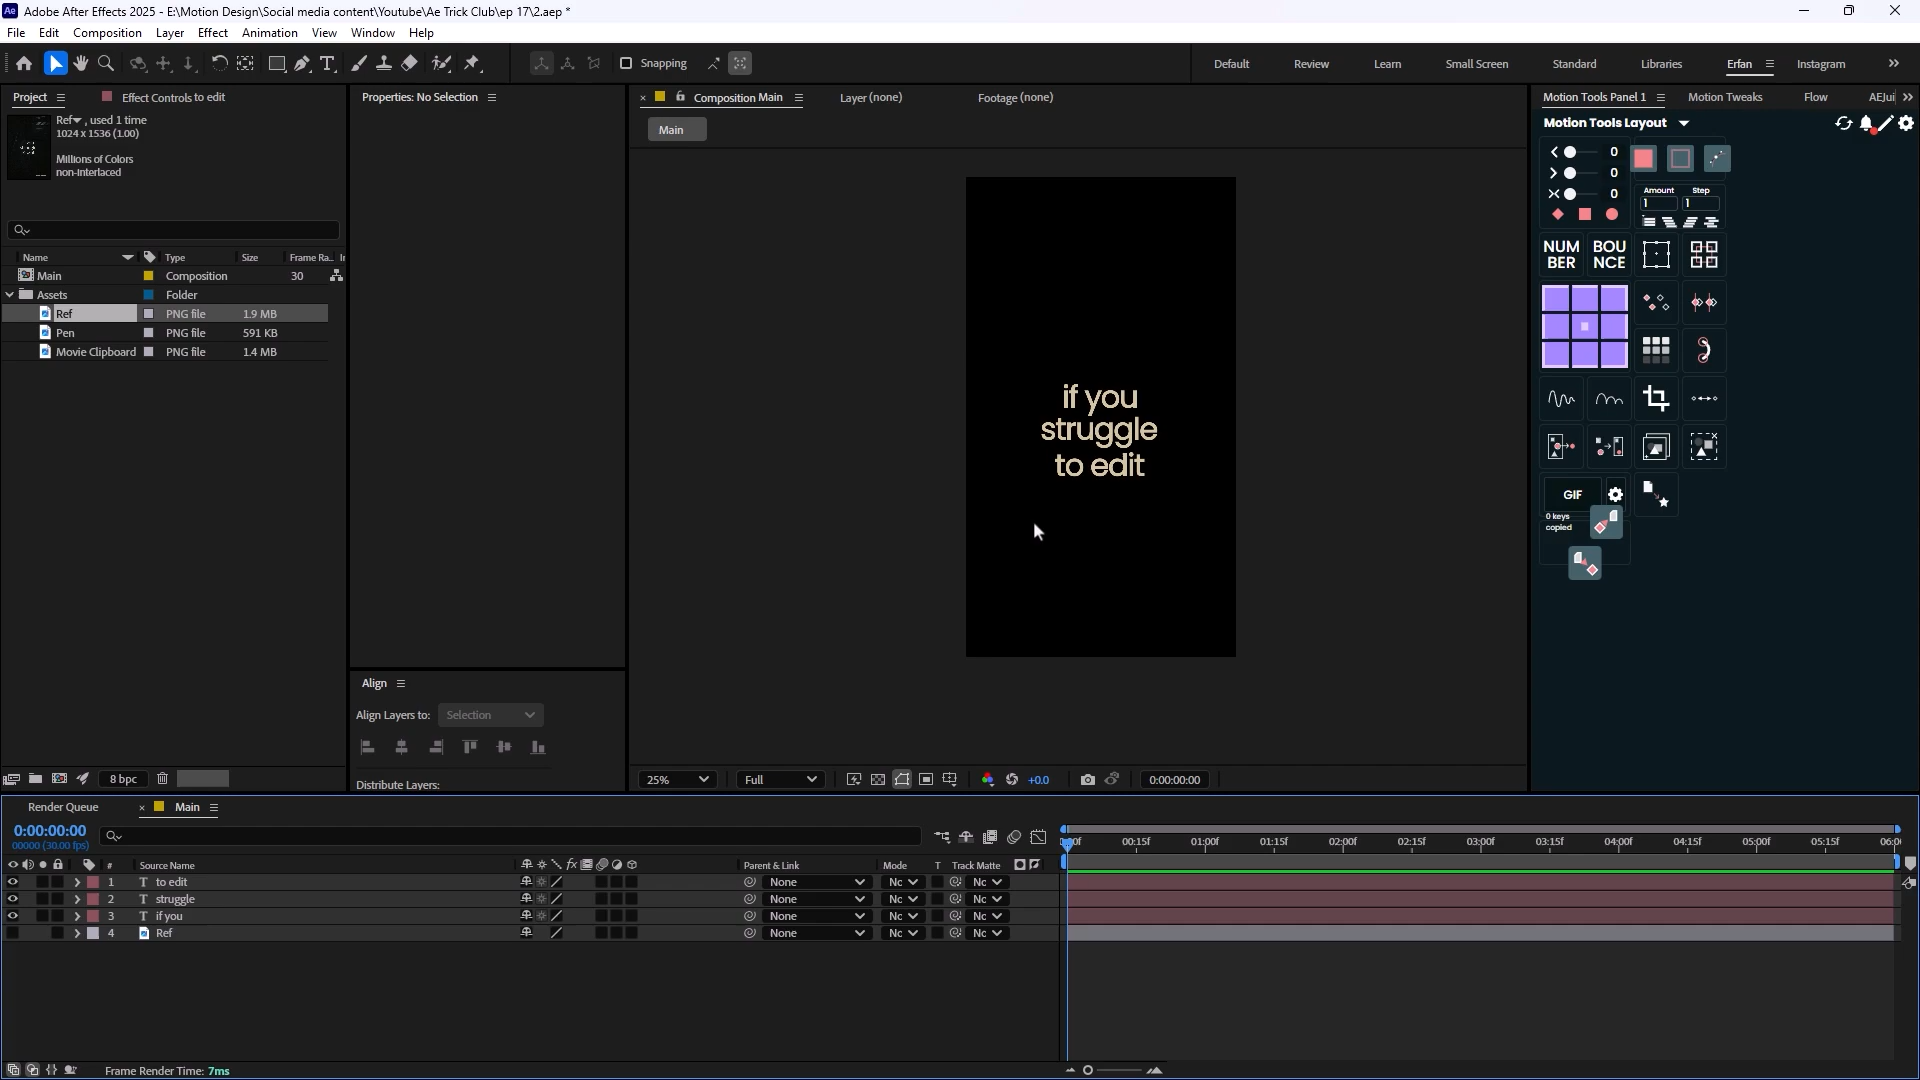 Adobe After Effects 2025 - E:\Motion Design\Social media content\Youtube\Ae Trick Club\ep 17\2.aep *
File Edit Composition Layer Effect Animation View Window Help
Snapping
Default Review Learn Small Screen Standard Libraries Erfan Instagram
Project Effect Controls to edit
Ref, used 1 time
1024 x 1536 (1.00)
Millions of Colors
non-interlaced
Name Type Size Frame Ra..
Main Composition 30
Assets Folder
Ref PNG file 1.9 MB
Pen PNG file 591 KB
Movie Clipboard PNG file 1.4 MB
8 bpc
Properties: No Selection
Align
Align Layers to: Selection
Distribute Layers:
Composition Main Layer (none) Footage (none)
Main
if you
struggle
to edit
25% Full +0.0 0:00:00:00
Motion Tools Panel 1 Motion Tweaks Flow AEJui
Motion Tools Layout
0
0
0
Amount Step
1 1
NUM
BER
BOU
NCE
GIF
0 keys
copied
Render Queue Main
0:00:00:00
00000 (30.00 fps)
# Source Name Parent & Link Mode T Track Matte
1 T to edit None Nc Nc
2 T struggle None Nc Nc
3 T if you None Nc Nc
4 Ref None Nc Nc
00:15f 01:00f 01:15f 02:00f 02:15f 03:00f 03:15f 04:00f 04:15f 05:00f 05:15f 06:0
Frame Render Time: 7ms